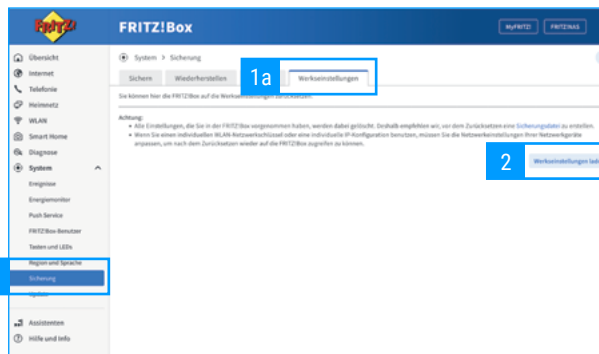 FRITZ!
FRITZ!Box
MyFRITZ!
FRITZ!NAS
Übersicht
Internet
Telefonie
Heimnetz
WLAN
Smart Home
Diagnose
System
Ereignisse
Energiemonitor
Push Service
FRITZ!Box-Benutzer
Tasten und LEDs
Region und Sprache
Sicherung
Update
Assistenten
Hilfe und Info
System > Sicherung
Sichern
Wiederherstellen
1a
Werkseinstellungen
Sie können hier die FRITZ!Box auf die Werkseinstellungen zurücksetzen.
Achtung:
• Alle Einstellungen, die Sie in der FRITZ!Box vorgenommen haben, werden dabei gelöscht. Deshalb empfehlen wir, vor dem Zurücksetzen eine Sicherungsdatei zu erstellen.
• Wenn Sie einen individuellen WLAN-Netzwerkschlüssel oder eine individuelle IP-Konfiguration benutzen, müssen Sie die Netzwerkeinstellungen Ihrer Netzwerkgeräte
anpassen, um nach dem Zurücksetzen wieder auf die FRITZ!Box zugreifen zu können.
2
Werkseinstellungen